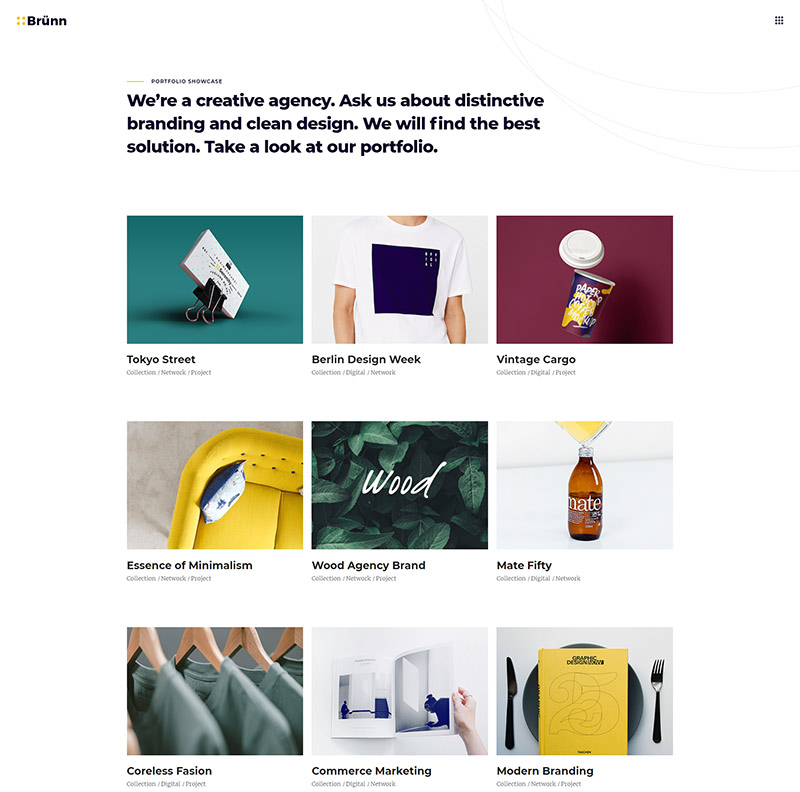 Brünn
PORTFOLIO SHOWCASE
We're a creative agency. Ask us about distinctive
branding and clean design. We will find the best
solution. Take a look at our portfolio.
Tokyo Street
Collection / Network / Project
Berlin Design Week
Collection / Digital / Network
Vintage Cargo
Collection / Digital / Project
Wood
mate
Essence of Minimalism
Collection / Network / Project
Wood Agency Brand
Collection / Network / Project
Mate Fifty
Collection / Digital / Network
GRAPHIC
DESIGN
25
TASCHEN
Coreless Fasion
Collection / Digital / Project
Commerce Marketing
Collection / Digital / Network
Modern Branding
Collection / Digital / Project